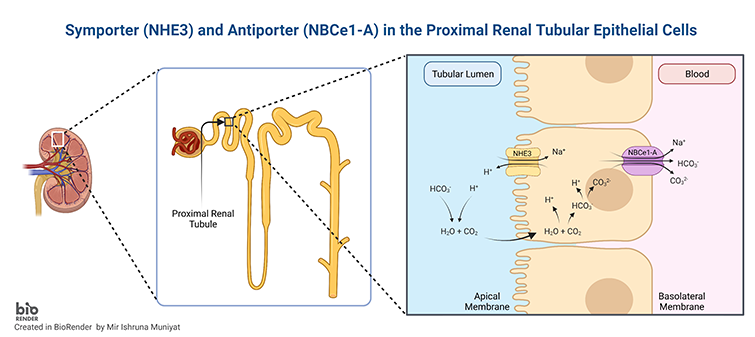 Symporter (NHE3) and Antiporter (NBCe1-A) in the Proximal Renal Tubular Epithelial Cells
Tubular Lumen
Blood
Proximal Renal
Tubule
NHE3
Na⁺
H⁺
NBCe1-A
Na⁺
HCO₃⁻
CO₃²⁻
HCO₃⁻
H⁺
H₂O + CO₂
H⁺
H₂O + CO₂
H⁺
HCO₃⁻
CO₃²⁻
Apical
Membrane
Basolateral
Membrane
bio
RENDER
Created in BioRender by Mir Ishruna Muniyat